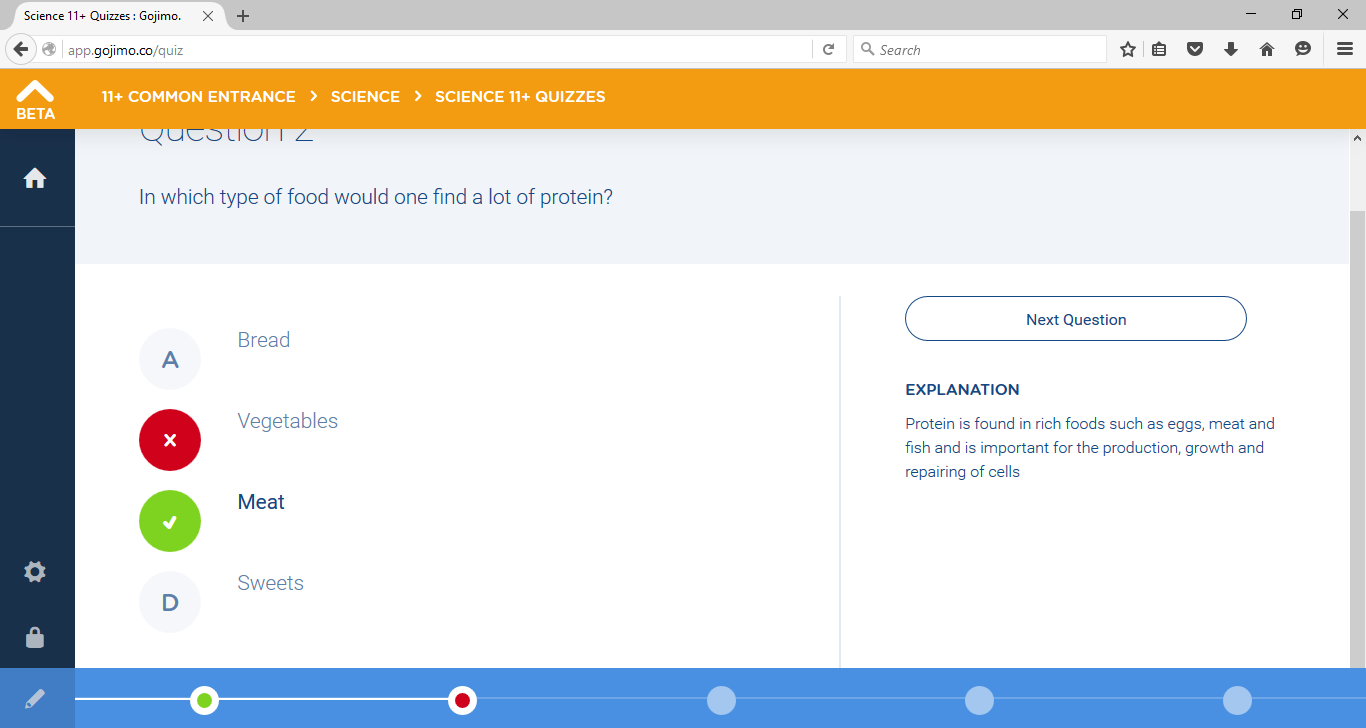 Science 11+ Quizzes : Gojimo.
app.gojimo.co/quiz
Search
BETA
11+ COMMON ENTRANCE > SCIENCE > SCIENCE 11+ QUIZZES
Question 2
In which type of food would one find a lot of protein?
A
Bread
Vegetables
Meat
D
Sweets
Next Question
EXPLANATION
Protein is found in rich foods such as eggs, meat and
fish and is important for the production, growth and
repairing of cells